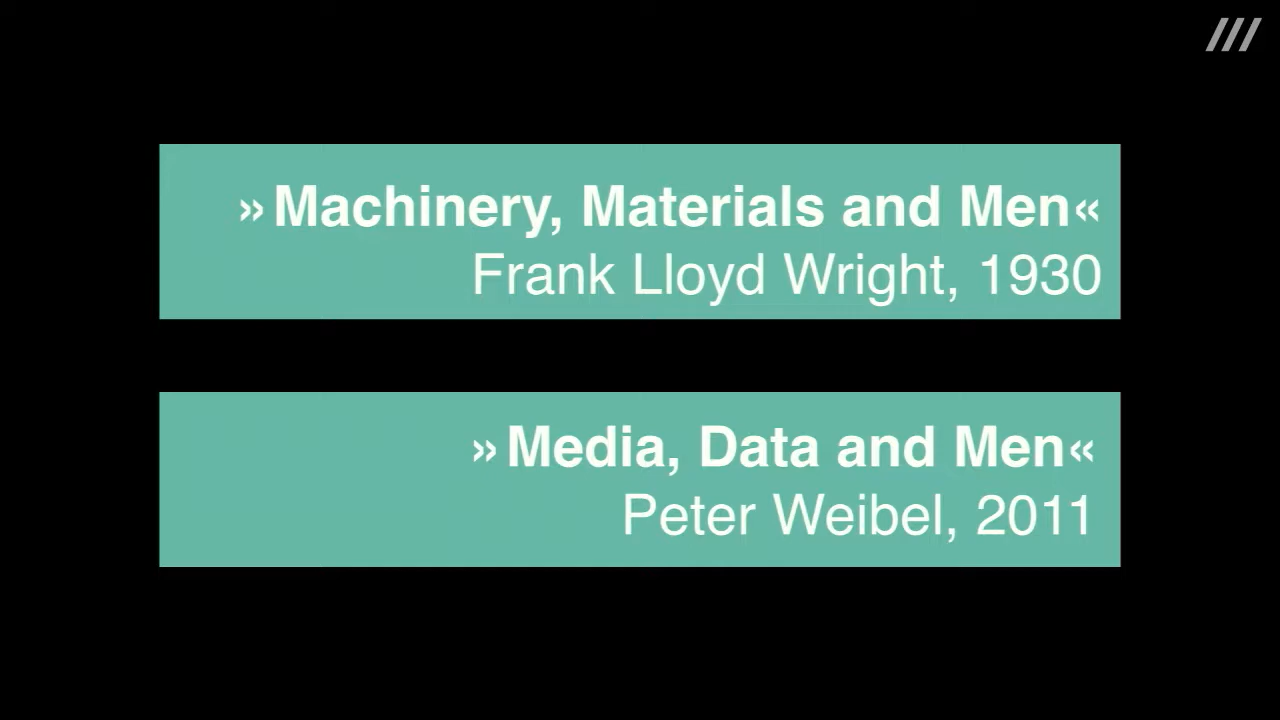 »Machinery, Materials and Men«
Frank Lloyd Wright, 1930
»Media, Data and Men«
Peter Weibel, 2011